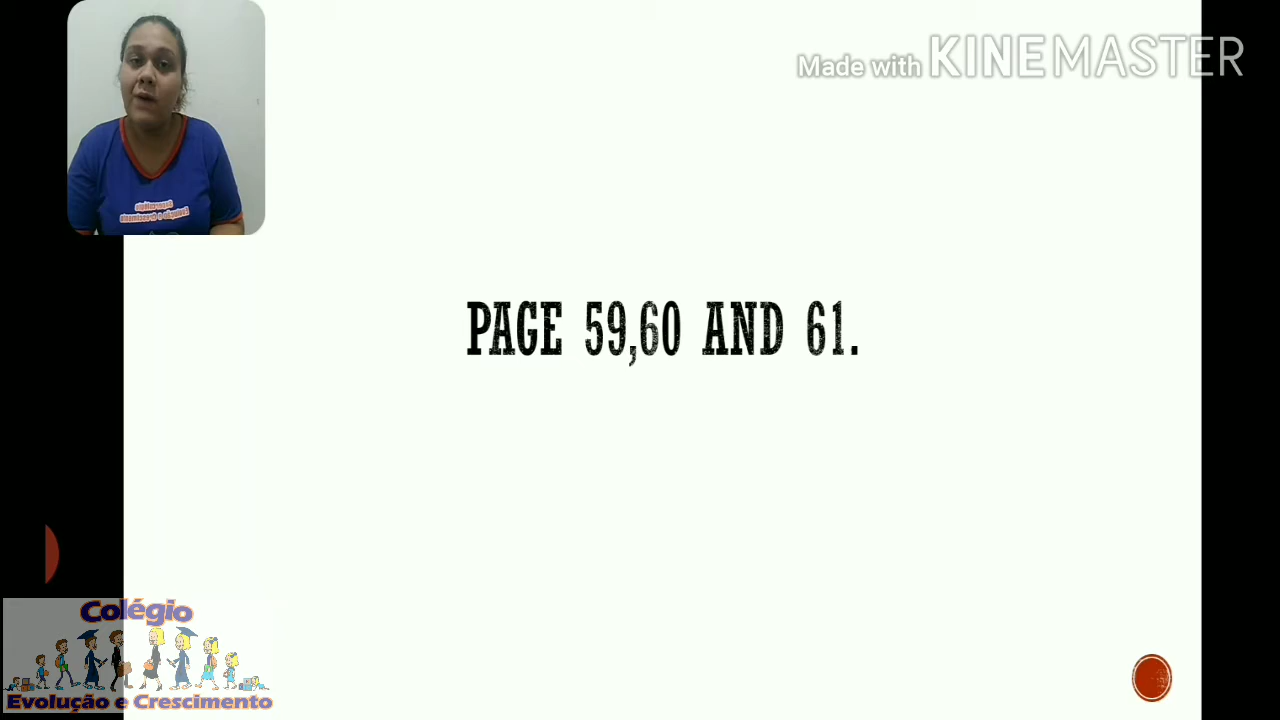 Made with KINEMASTER
PAGE 59,60 AND 61.
Colégio
Evolução e Crescimento